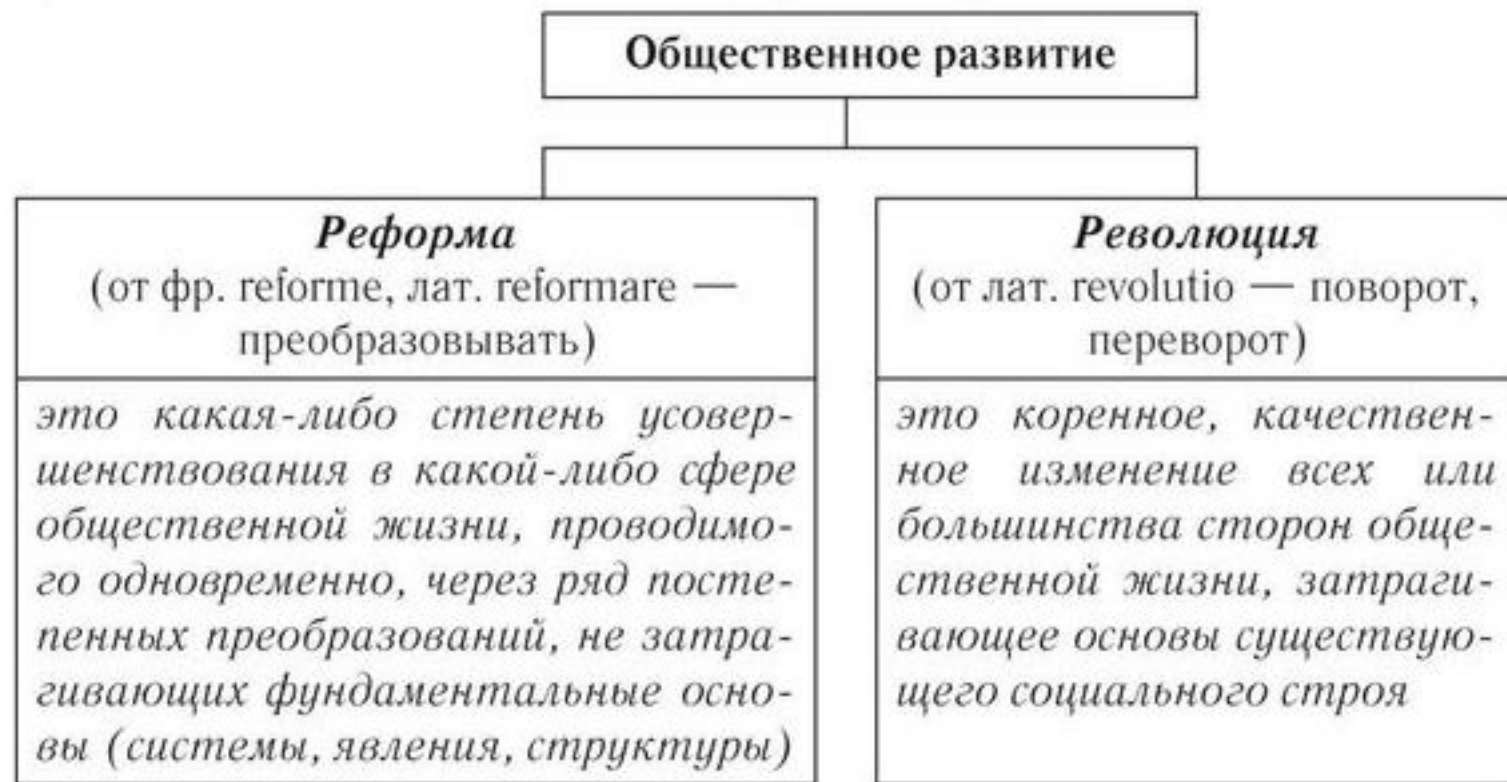 Общественное развитие
Реформа
(от фр. reforme, лат. reformare —
преобразовывать)
это какая-либо степень усовер-
шенствования в какой-либо сфере
общественной жизни, проводимо-
го одновременно, через ряд посте-
пенных преобразований, не затра-
гивающих фундаментальные осно-
вы (системы, явления, структуры)
Революция
(от лат. revolutio — поворот,
переворот)
это коренное, качествен-
ное изменение всех или
большинства сторон обще-
ственной жизни, затраги-
вающее основы существую-
щего социального строя